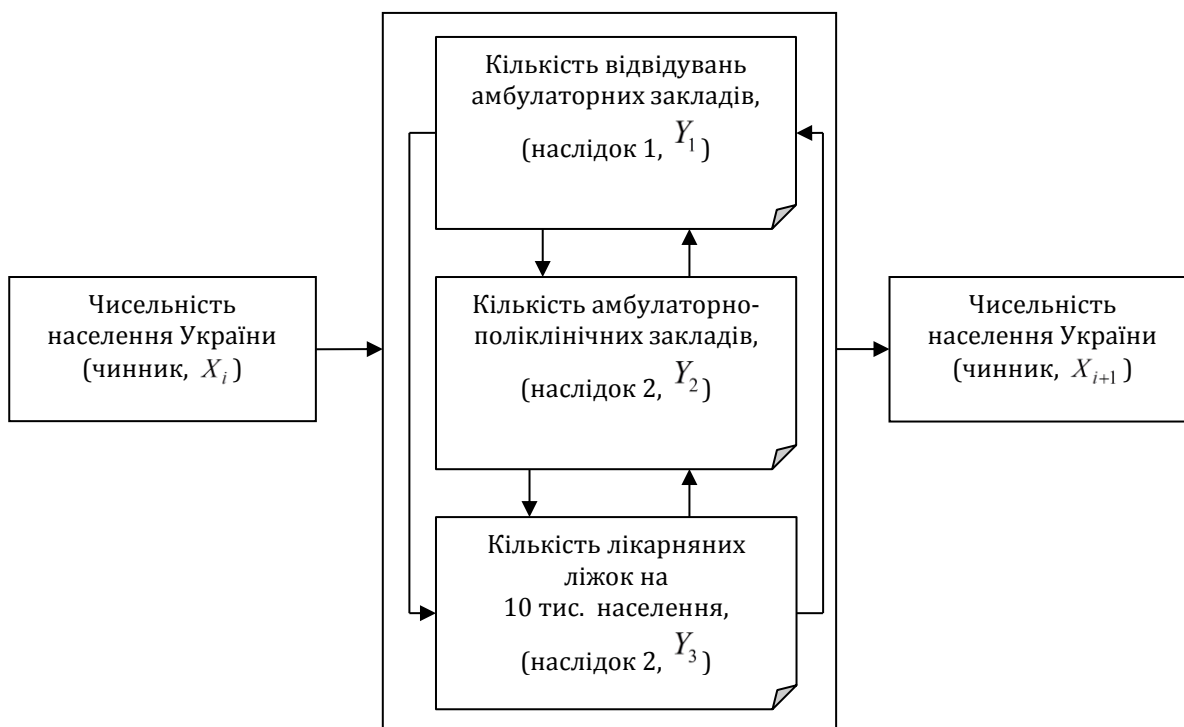 Кількість відвідувань
амбулаторних закладів,
(наслідок 1, Y₁)
Чисельність
населення України
(чинник, Xᵢ)
Кількість амбулаторно-
поліклінічних закладів,
(наслідок 2, Y₂)
Чисельність
населення України
(чинник, Xᵢ₊₁)
Кількість лікарняних
ліжок на
10 тис. населення,
(наслідок 2, Y₃)